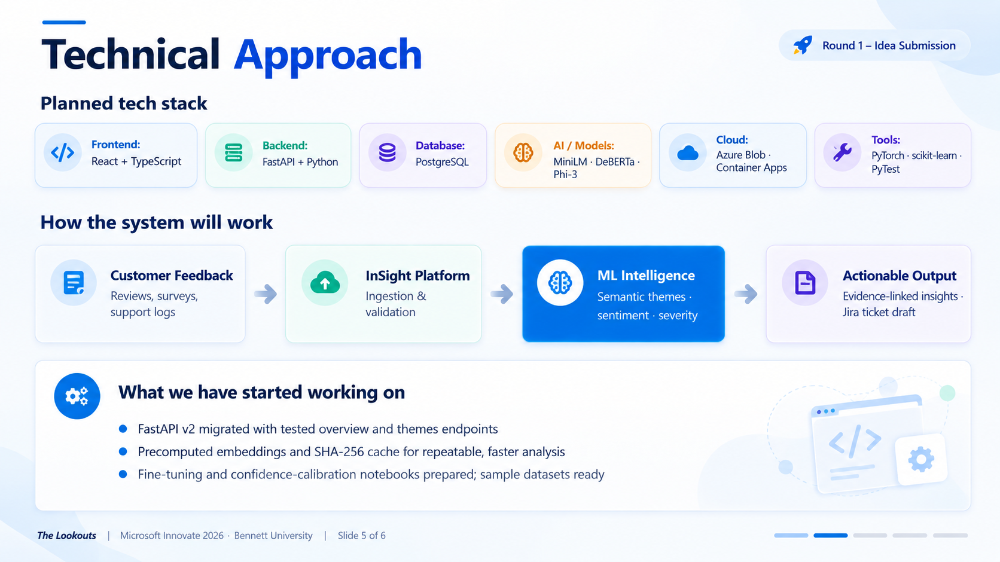 Technical Approach
Round 1 – Idea Submission
Planned tech stack
Frontend:
React + TypeScript
Backend:
FastAPI + Python
Database:
PostgreSQL
AI / Models:
MiniLM · DeBERTa ·
Phi-3
Cloud:
Azure Blob ·
Container Apps
Tools:
PyTorch · scikit-learn ·
PyTest
How the system will work
Customer Feedback
Reviews, surveys,
support logs
InSight Platform
Ingestion &
validation
ML Intelligence
Semantic themes ·
sentiment · severity
Actionable Output
Evidence-linked insights ·
Jira ticket draft
What we have started working on
● FastAPI v2 migrated with tested overview and themes endpoints
● Precomputed embeddings and SHA-256 cache for repeatable, faster analysis
● Fine-tuning and confidence-calibration notebooks prepared; sample datasets ready
The Lookouts | Microsoft Innovate 2026 · Bennett University | Slide 5 of 6